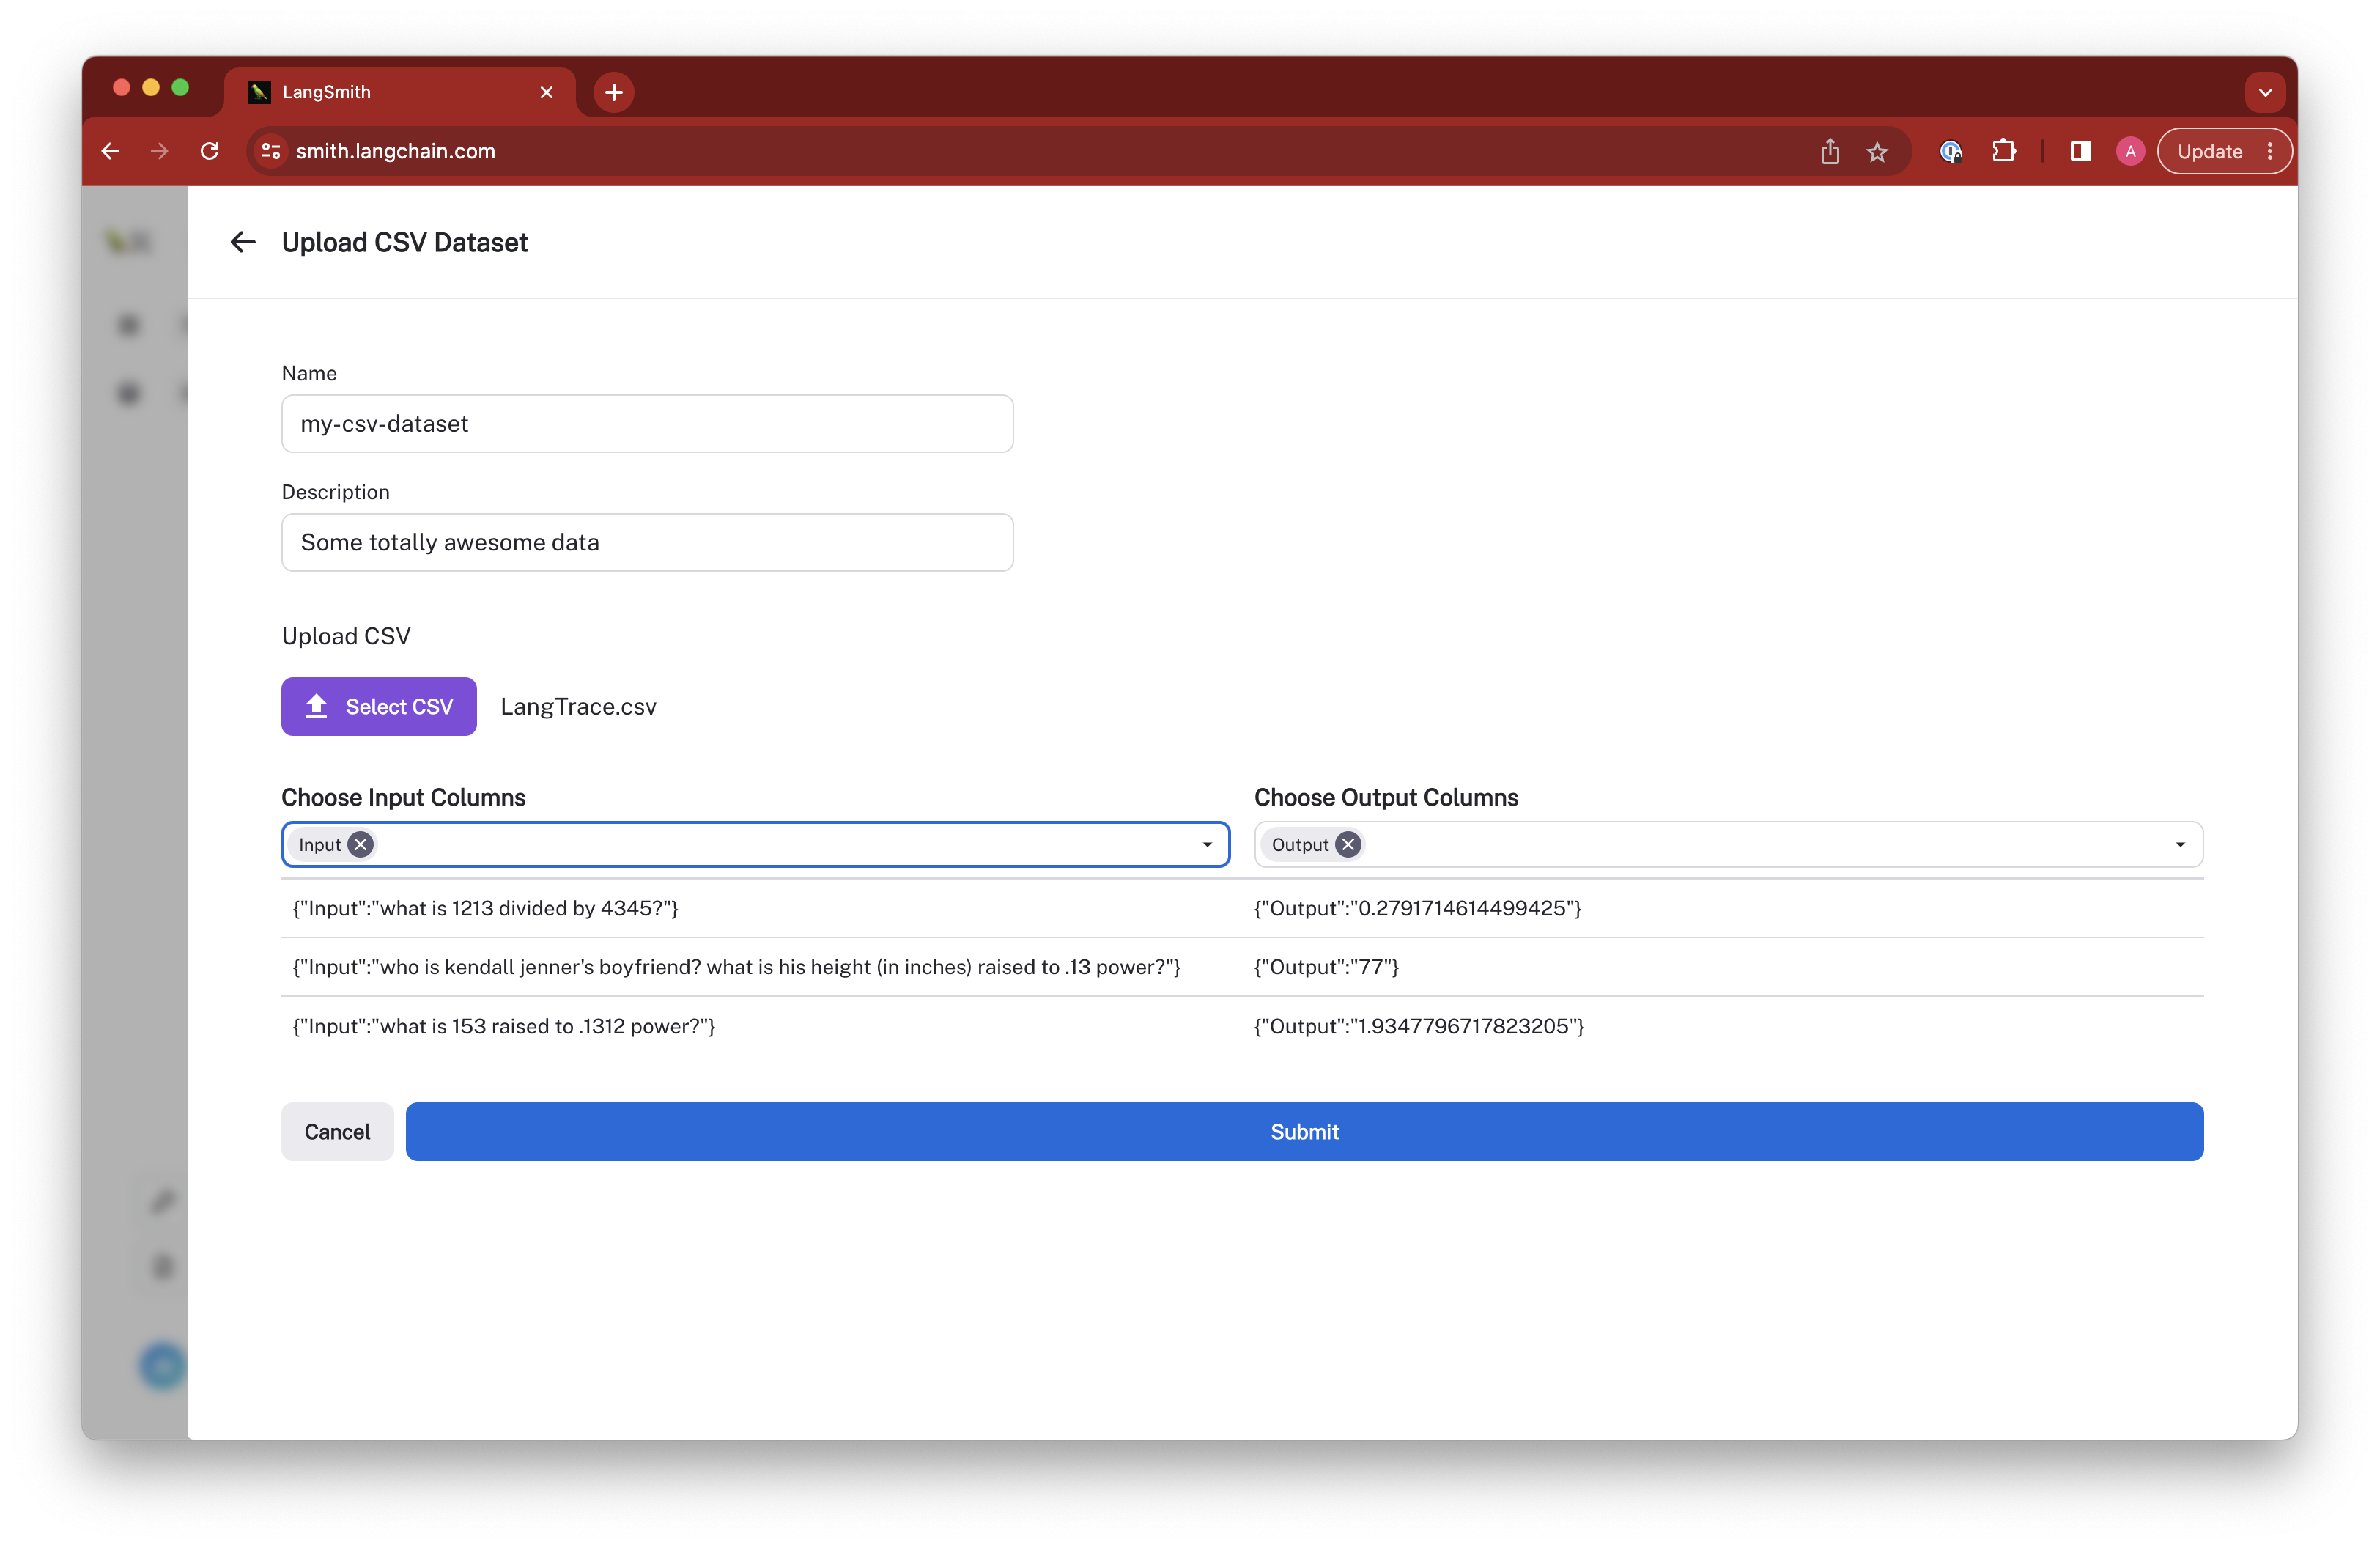 LangSmith
smith.langchain.com
A
Update
Upload CSV Dataset
Name
my-csv-dataset
Description
Some totally awesome data
Upload CSV
Select CSV LangTrace.csv
Choose Input Columns Choose Output Columns
Input Output
{"Input":"what is 1213 divided by 4345?"} {"Output":"0.2791714614499425"}
{"Input":"who is kendall jenner's boyfriend? what is his height (in inches) raised to .13 power?"} {"Output":"77"}
{"Input":"what is 153 raised to .1312 power?"} {"Output":"1.9347796717823205"}
Cancel Submit